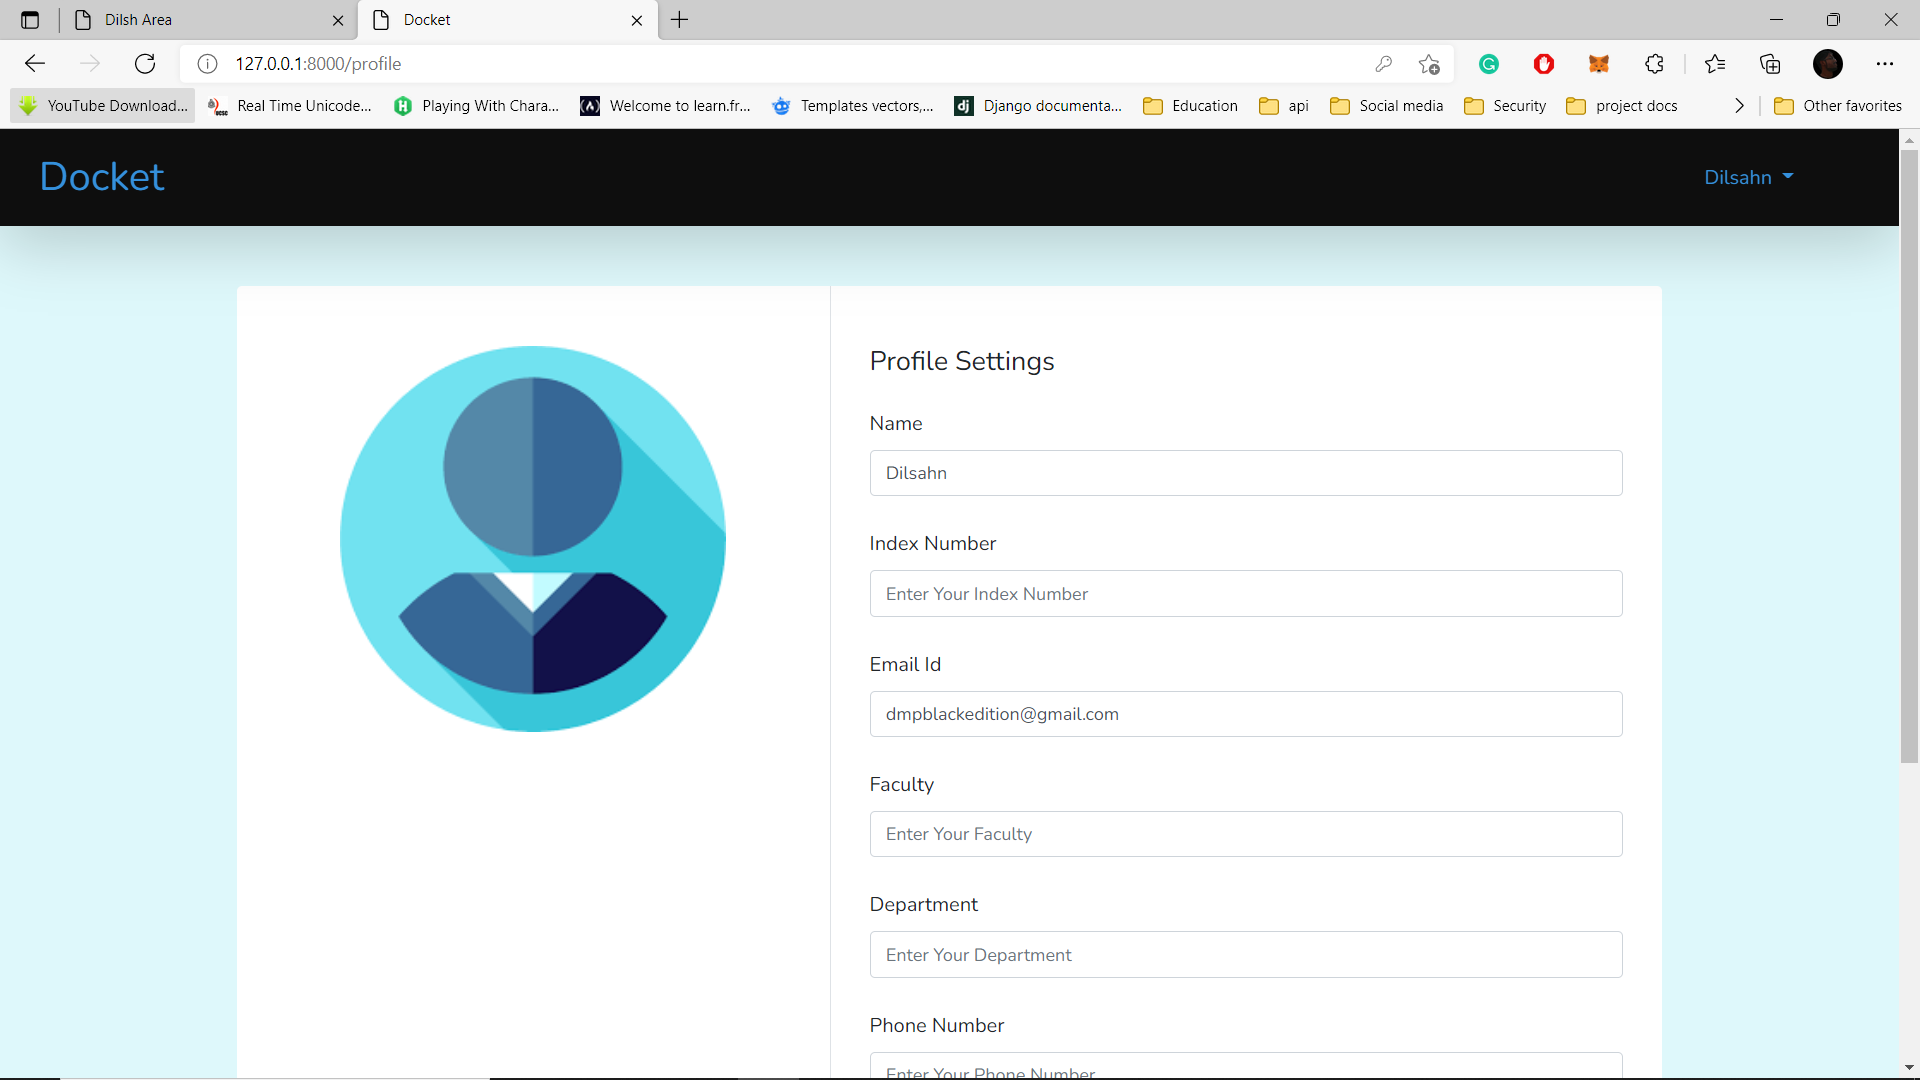 Dilsh Area
Docket
127.0.0.1:8000/profile
YouTube Download...
Real Time Unicode...
Playing With Chara...
Welcome to learn.fr...
Templates vectors,...
Django documenta...
Education
api
Social media
Security
project docs
Other favorites
Docket
Dilsahn
Profile Settings
Name
Dilsahn
Index Number
Enter Your Index Number
Email Id
dmpblackedition@gmail.com
Faculty
Enter Your Faculty
Department
Enter Your Department
Phone Number
Enter Your Phone Number